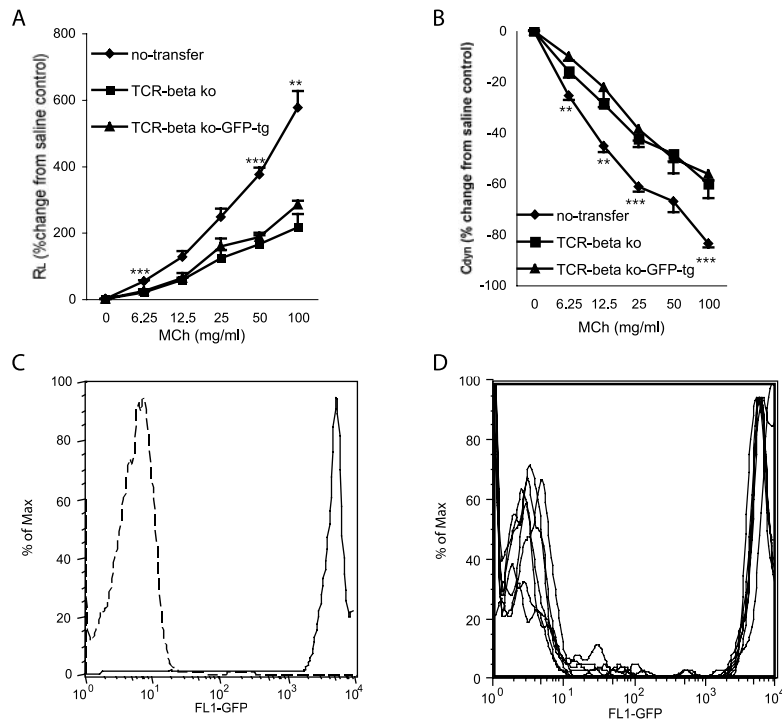 A
RL (%change from saline control)
800
600
400
200
0
no-transfer
TCR-beta ko
TCR-beta ko-GFP-tg
***
***
**
0 6.25 12.5 25 50 100
MCh (mg/ml)
B
Cdyn (% change from saline control)
0
-20
-40
-60
-80
-100
**
**
***
***
no-transfer
TCR-beta ko
TCR-beta ko-GFP-tg
0 6.25 12.5 25 50 100
MCh (mg/ml)
C
% of Max
100
80
60
40
20
0
10^0 10^1 10^2 10^3 10^4
FL1-GFP
D
% of Max
100
80
60
40
20
0
10^0 10^1 10^2 10^3 10^4
FL1-GFP